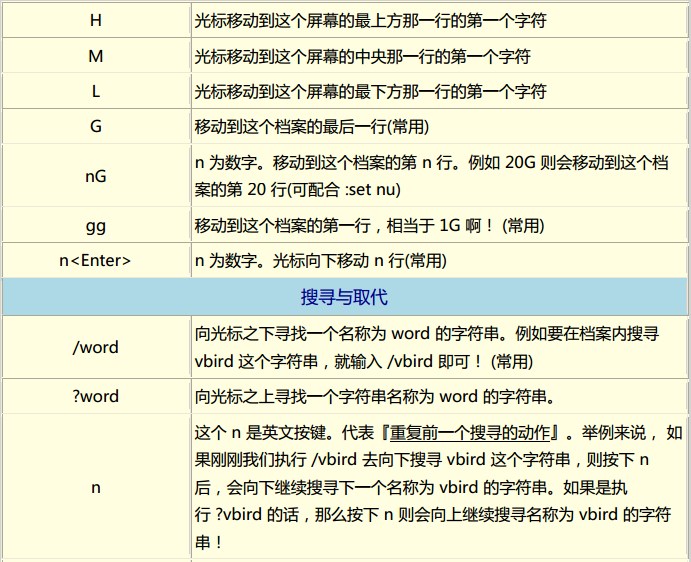 H 光标移动到这个屏幕的最上方那一行的第一个字符
M 光标移动到这个屏幕的中央那一行的第一个字符
L 光标移动到这个屏幕的最下方那一行的第一个字符
G 移动到这个档案的最后一行(常用)
nG n 为数字。移动到这个档案的第 n 行。例如 20G 则会移动到这个档
案的第 20 行(可配合 :set nu)
gg 移动到这个档案的第一行，相当于 1G 啊！ (常用)
n<Enter> n 为数字。光标向下移动 n 行(常用)
搜寻与取代
/word 向光标之下寻找一个名称为 word 的字符串。例如要在档案内搜寻
vbird 这个字符串，就输入 /vbird 即可！ (常用)
?word 向光标之上寻找一个字符串名称为 word 的字符串。
n 这个 n 是英文按键。代表『重复前一个搜寻的动作』。举例来说， 如
果刚刚我们执行 /vbird 去向下搜寻 vbird 这个字符串，则按下 n
后，会向下继续搜寻下一个名称为 vbird 的字符串。如果是执
行 ?vbird 的话，那么按下 n 则会向上继续搜寻名称为 vbird 的字符
串！